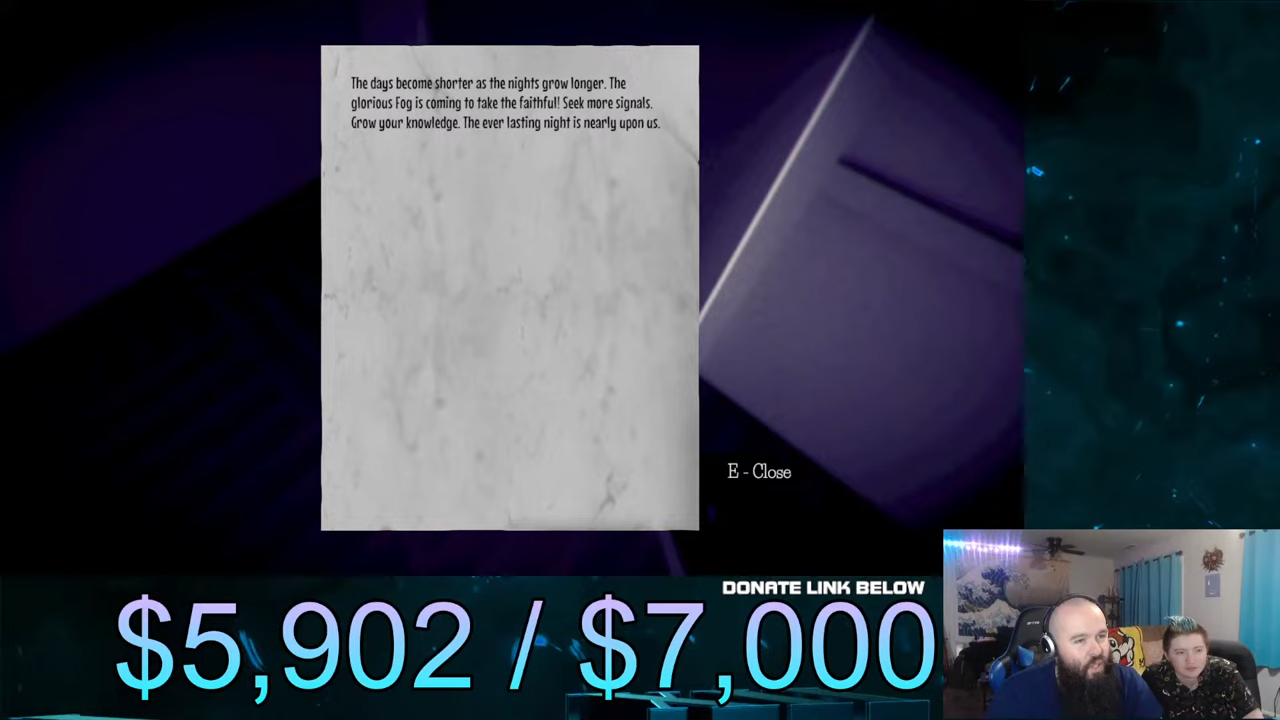 The days become shorter as the nights grow longer. The
glorious Fog is coming to take the faithful! Seek more signals.
Grow your knowledge. The ever lasting night is nearly upon us.
E - Close
DONATE LINK BELOW
$5,902 / $7,000